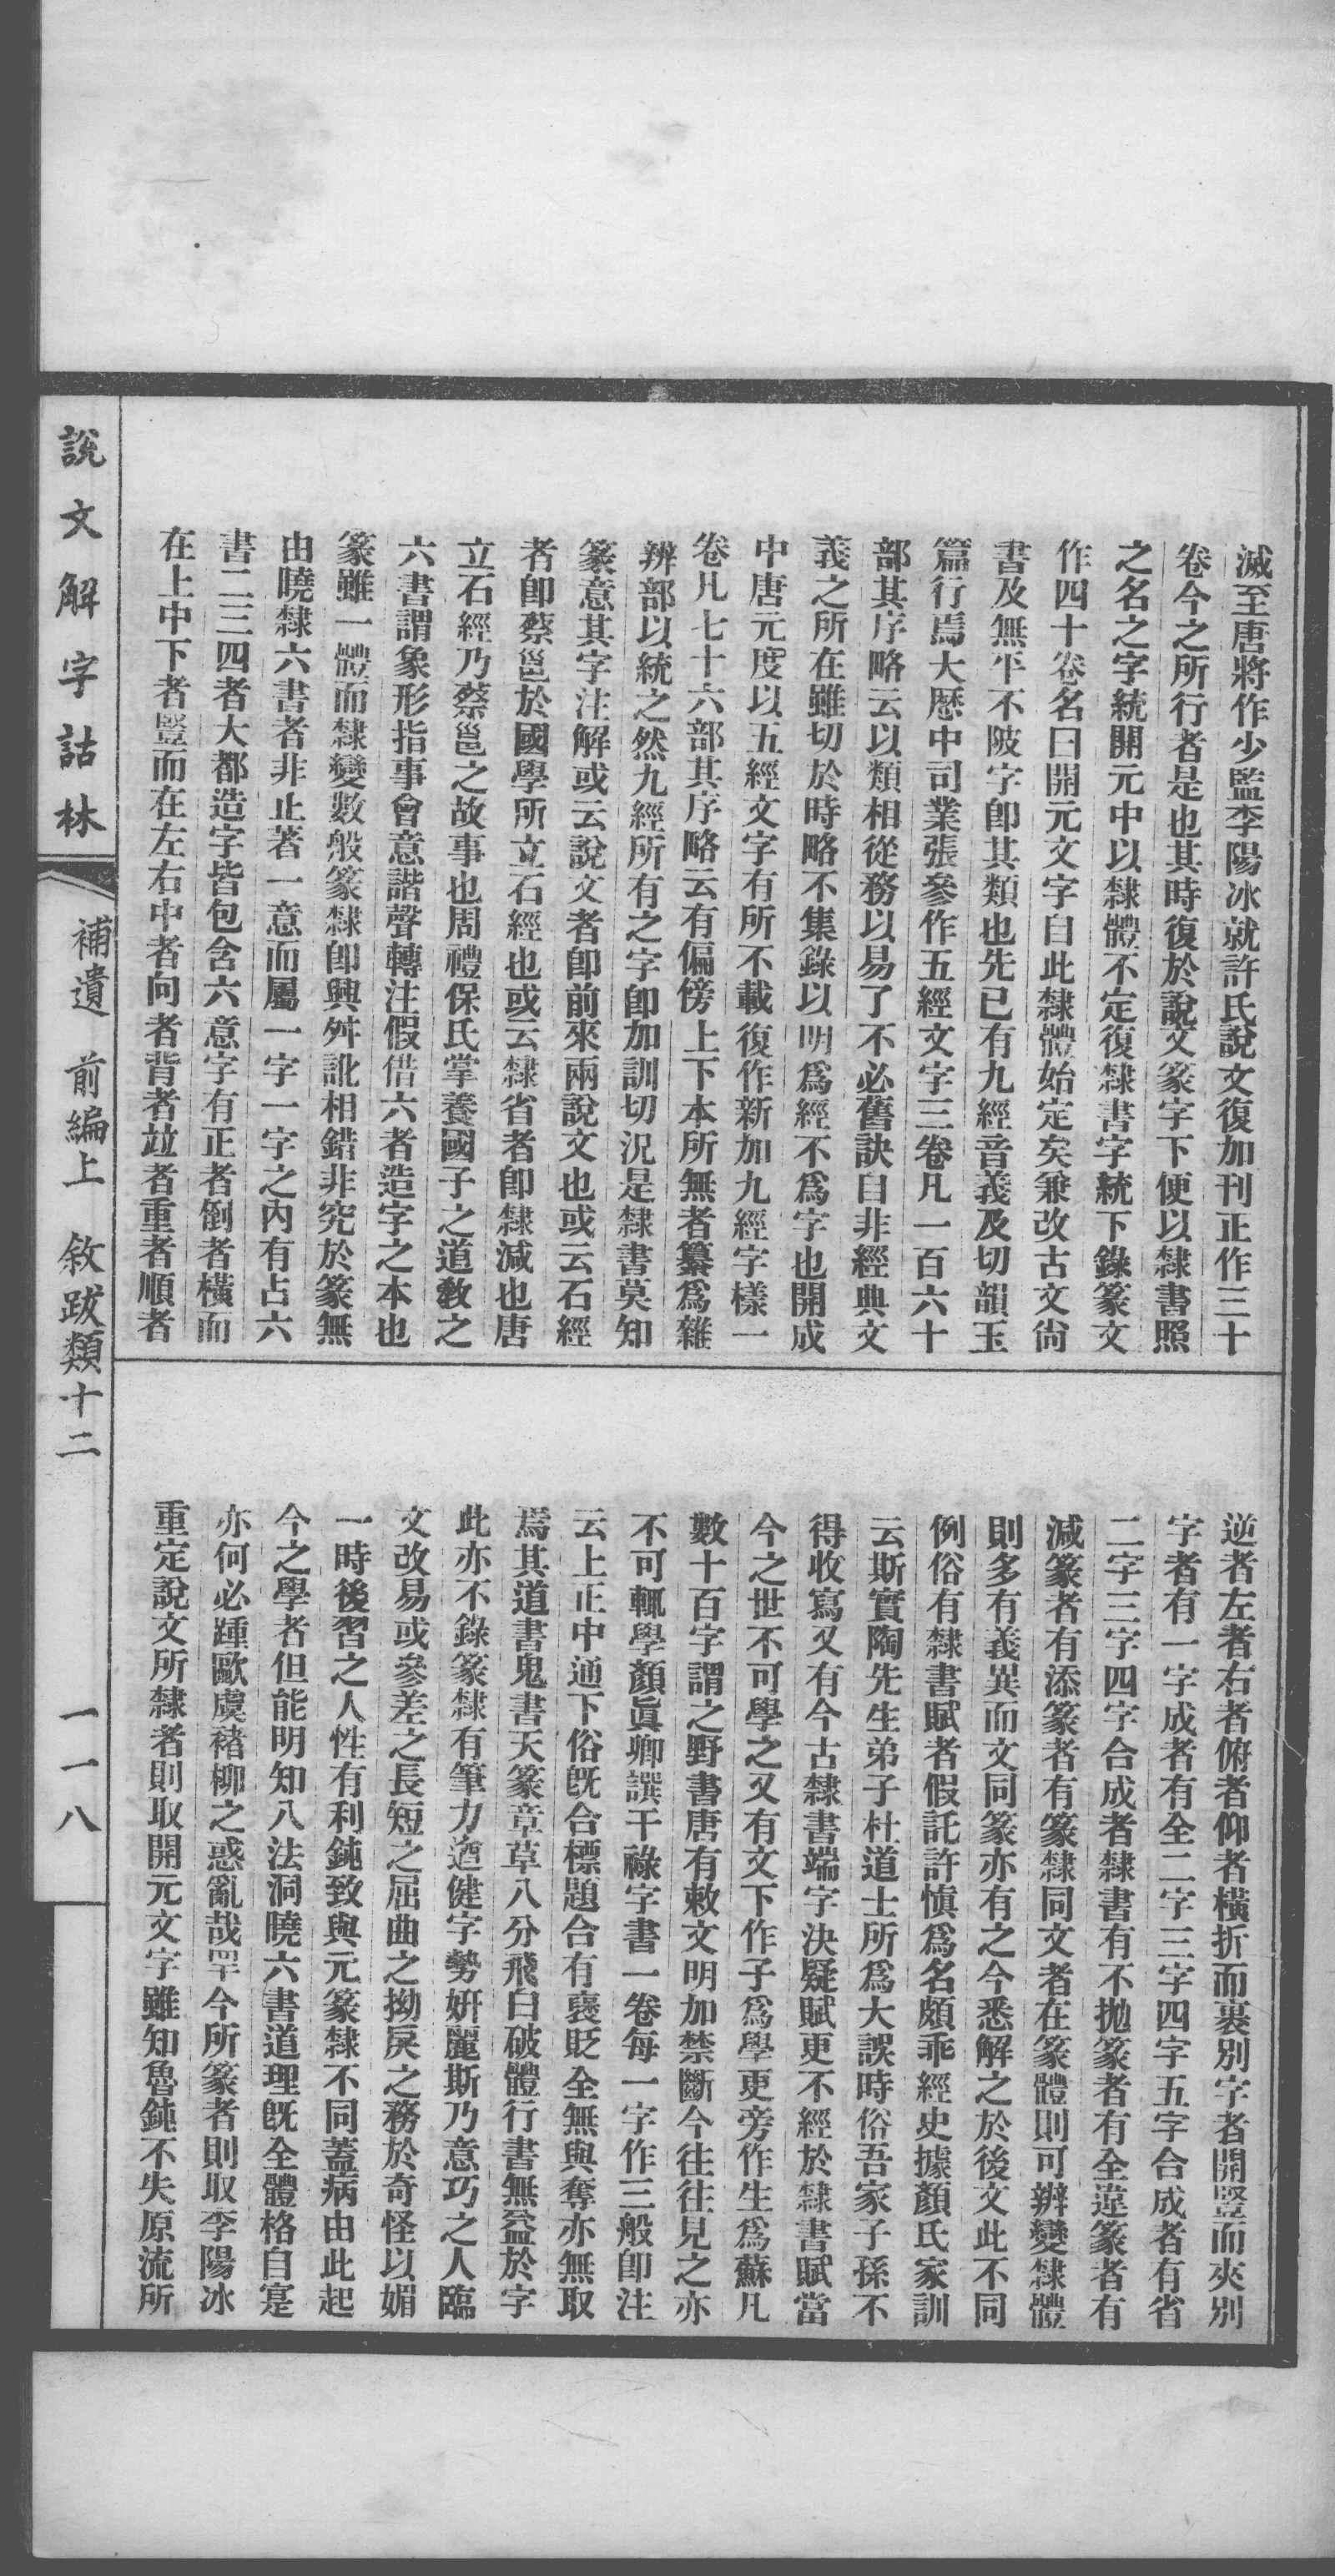 滅至唐將作少監李陽冰就許氏說文復加刊正作三十
卷今之所行者是也其時復於說文篆字下便以隸書照
之名之字統開元中以隸體不定復隸書字統下錄篆文
作四十卷名曰開元文字自此隸體始定矣兼改古文尙
書及無平不陂字卽其類也先已有九經音義及切韻玉
篇行焉大歷中司業張參作五經文字三卷凡一百六十
部其序略云以類相從務以易了不必舊訣自非經典文
義之所在雖切於時略不集錄以明爲經不爲字也開成
中唐元度以五經文字有所不載復作新加九經字樣一
卷凡七十六部其序略云有偏傍上下本所無者纂爲雜
辨部以統之然九經所有之字卽加訓切況是隸書莫知
篆意其字注解或云說文者卽前來兩說文也或云石經
者卽蔡邕於國學所立石經也或云隸省者卽隸減也唐
立石經乃蔡邕之故事也周禮保氏掌養國子之道敎之
六書謂象形指事會意諧聲轉注假借六者造字之本也
篆雖一體而隸變數般篆隸卽興舛訛相錯非究於篆無
由曉隸六書者非止著一意而屬一字一字之內有占六
書二三四者大都造字皆包含六意字有正者倒者橫而
在上中下者豎而在左右中者向者背者竝者重者順者
逆者左者右者俯者仰者橫折而裏別字者開豎而夾別
字者有一字成者有全二字三字四字五字合成者有省
二字三字四字合成者隸書有不拋篆者有全違篆者有
減篆者有添篆者有篆隸同文者在篆體則可辨變隸體
則多有義異而文同篆亦有之今悉解之於後文此不同
例俗有隸書賦者假託許愼爲名頗乖經史據顏氏家訓
云斯實陶先生弟子杜道士所爲大誤時俗吾家子孫不
得收寫又有今古隸書端字決疑賦更不經於隸書賦當
今之世不可學之又有文下作子爲學更旁作生爲蘇凡
數十百字謂之野書唐有敕文明加禁斷今往往見之亦
不可輒學顏眞卿譔干祿字書一卷每一字作三般卽注
云上正中通下俗旣合標題合有襃貶全無與奪亦無取
焉其道書鬼書天篆章草八分飛白破體行書無益於字
此亦不錄篆隸有筆力遒健字勢妍麗斯乃意巧之人臨
文改易或參差之長短之屈曲之拗戾之務於奇怪以媚
一時後習之人性有利鈍致與元篆隸不同蓋病由此起
今之學者但能明知八法洞曉六書道理旣全體格自寔
亦何必踵歐虞褚柳之惑亂哉罕今所篆者則取李陽冰
重定說文所隸者則取開元文字雖知魯鈍不失原流所
說文解字詁林
補遺　前編上　敘跋類十二
一一八